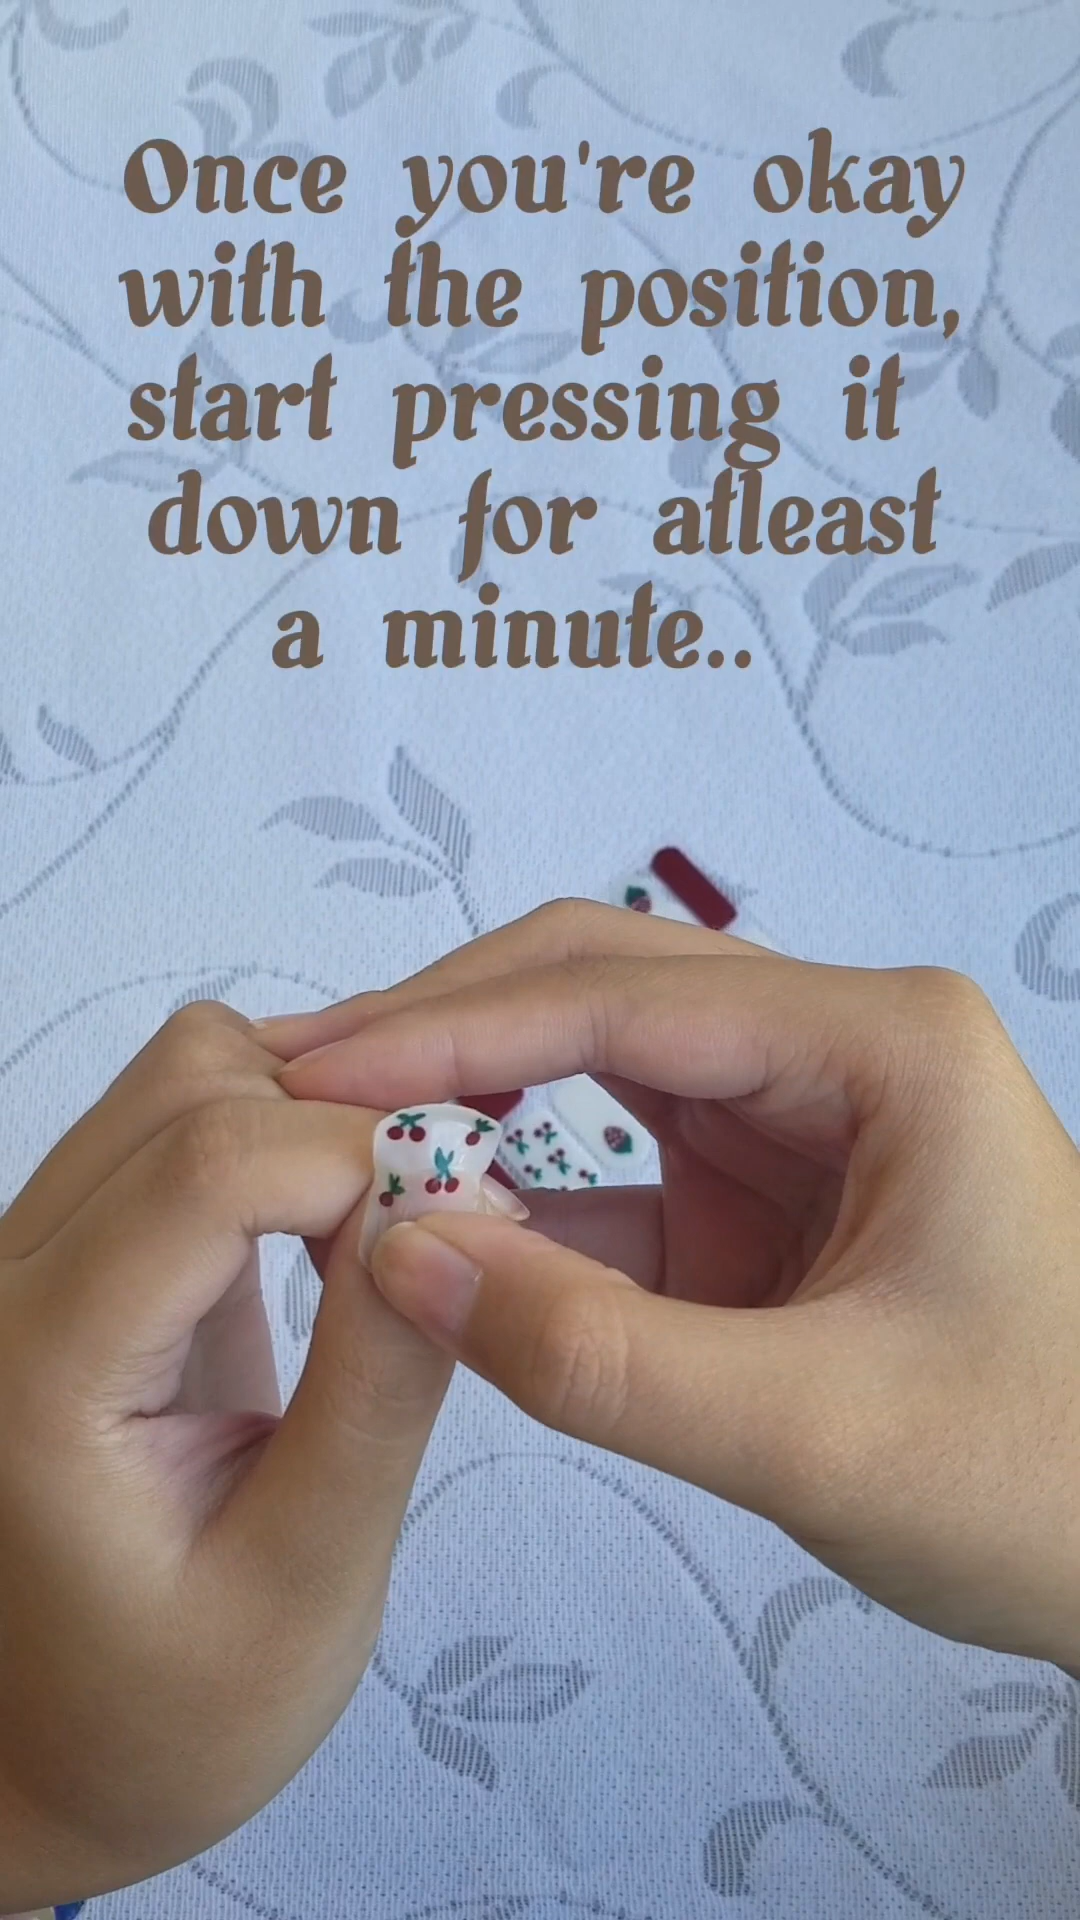 Once you're okay
with the position,
start pressing it
down for atleast
a minute..